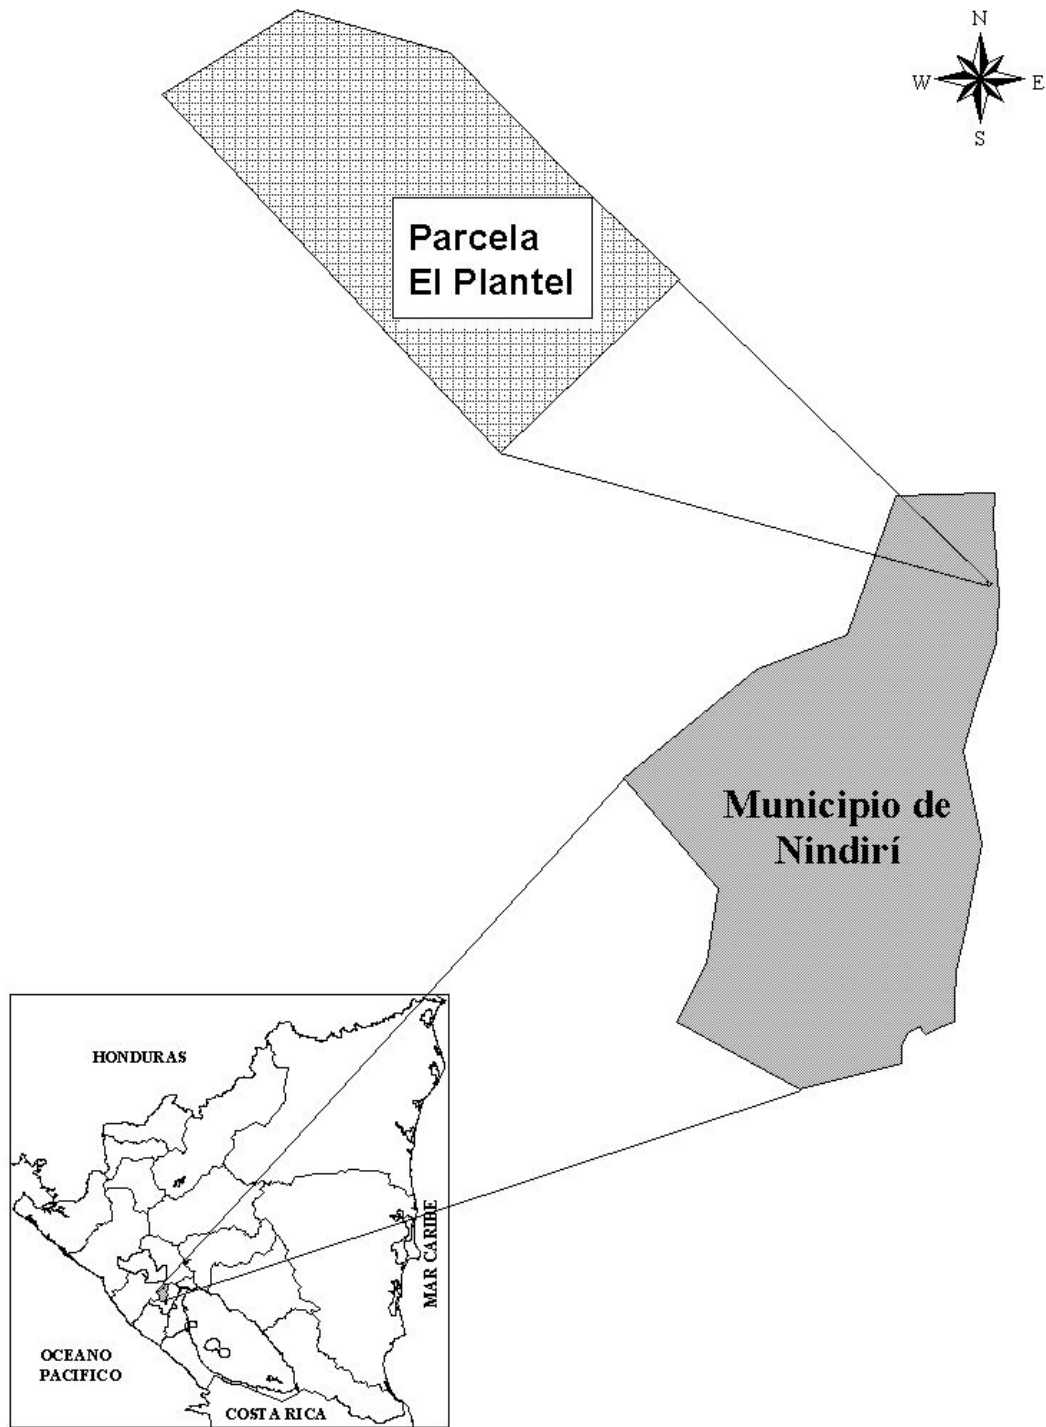 N
W E
S
Parcela
El Plantel
Municipio de
Nindirí
HONDURAS
MAR CARIBE
OCEANO
PACIFICO
COSTA RICA